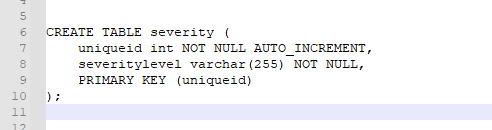 5
6 CREATE TABLE severity (
7     uniqueid int NOT NULL AUTO_INCREMENT,
8     severitylevel varchar(255) NOT NULL,
9     PRIMARY KEY (uniqueid)
10 );
11
12